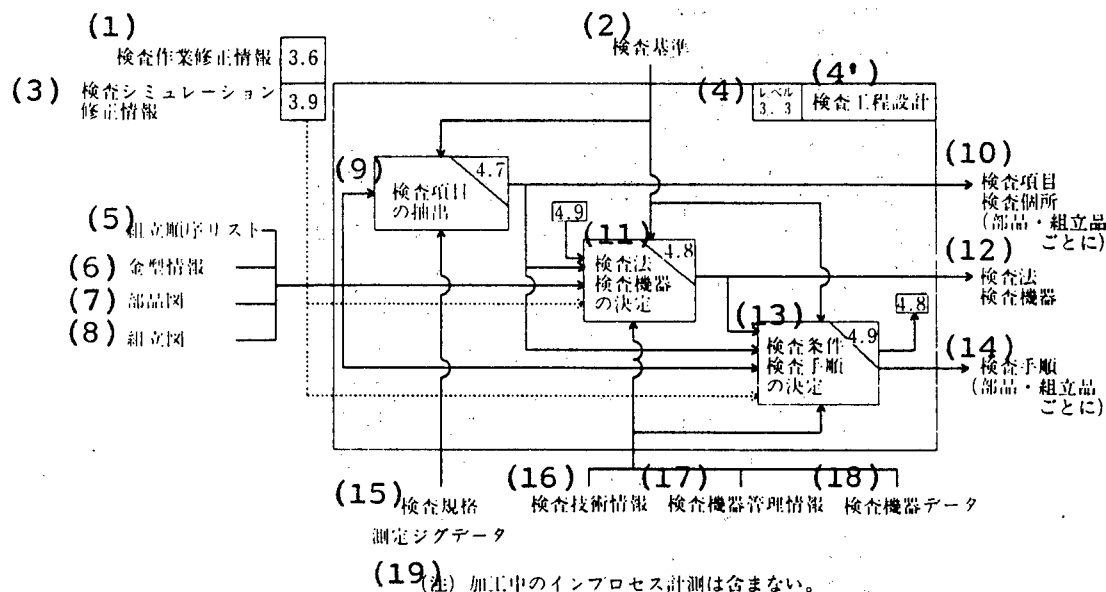 (1)
検査作業修正情報 3.6
(2)
検査基準
(3) 検査シミュレーション
修正情報
3.9
(4) レベル
3.3
(4')
検査工程設計
(9) 4.7
検査項目
の抽出
(10)
検査項目
検査個所
(部品・組立品
ごとに)
4.9
(5) 組立順序リスト
(6) 金型情報
(7) 部品図
(8) 組立図
(11) 4.8
検査法
検査機器
の決定
(12)
検査法
検査機器
4.8
(13) 4.9
検査条件
検査手順
の決定
(14)
検査手順
(部品・組立品
ごとに)
(15) 検査規格
測定ジグデータ
(16)
検査技術情報
(17)
検査機器管理情報
(18)
検査機器データ
(19) (注) 加工中のインプロセス計測は含まない。